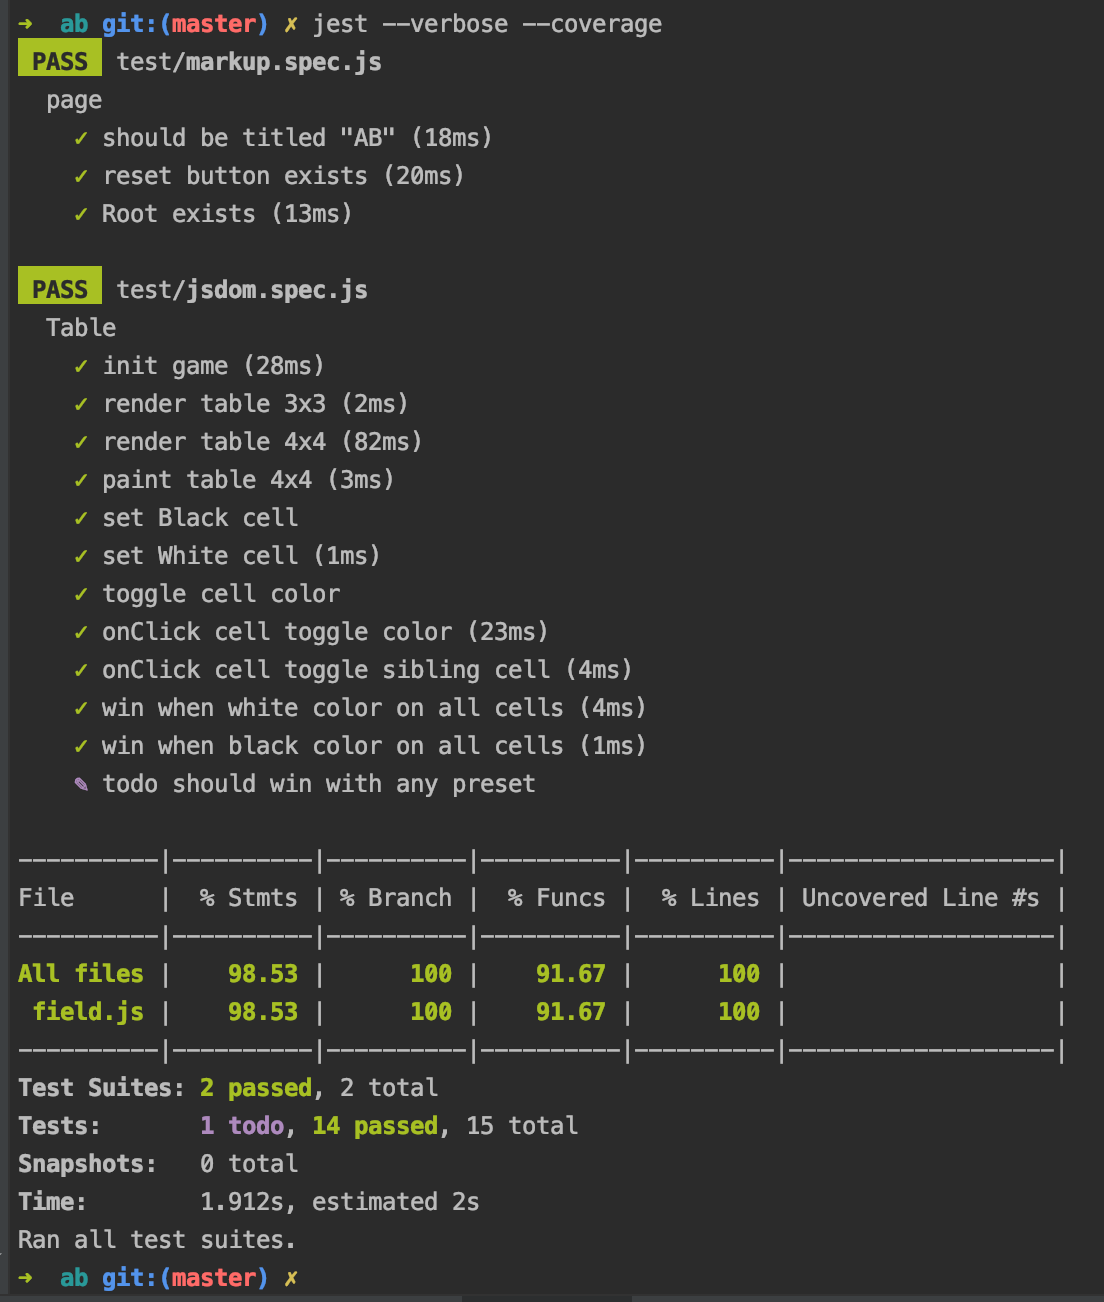 → ab git:(master) ✗ jest --verbose --coverage
PASS test/markup.spec.js
page
✓ should be titled "AB" (18ms)
✓ reset button exists (20ms)
✓ Root exists (13ms)
PASS test/jsdom.spec.js
Table
✓ init game (28ms)
✓ render table 3x3 (2ms)
✓ render table 4x4 (82ms)
✓ paint table 4x4 (3ms)
✓ set Black cell
✓ set White cell (1ms)
✓ toggle cell color
✓ onClick cell toggle color (23ms)
✓ onClick cell toggle sibling cell (4ms)
✓ win when white color on all cells (4ms)
✓ win when black color on all cells (1ms)
✎ todo should win with any preset
----------|----------|----------|----------|----------|-------------------|
File      |  % Stmts | % Branch |  % Funcs |  % Lines | Uncovered Line #s |
----------|----------|----------|----------|----------|-------------------|
All files |    98.53 |      100 |    91.67 |      100 |                   |
 field.js |    98.53 |      100 |    91.67 |      100 |                   |
----------|----------|----------|----------|----------|-------------------|
Test Suites: 2 passed, 2 total
Tests:       1 todo, 14 passed, 15 total
Snapshots:   0 total
Time:        1.912s, estimated 2s
Ran all test suites.
→ ab git:(master) ✗